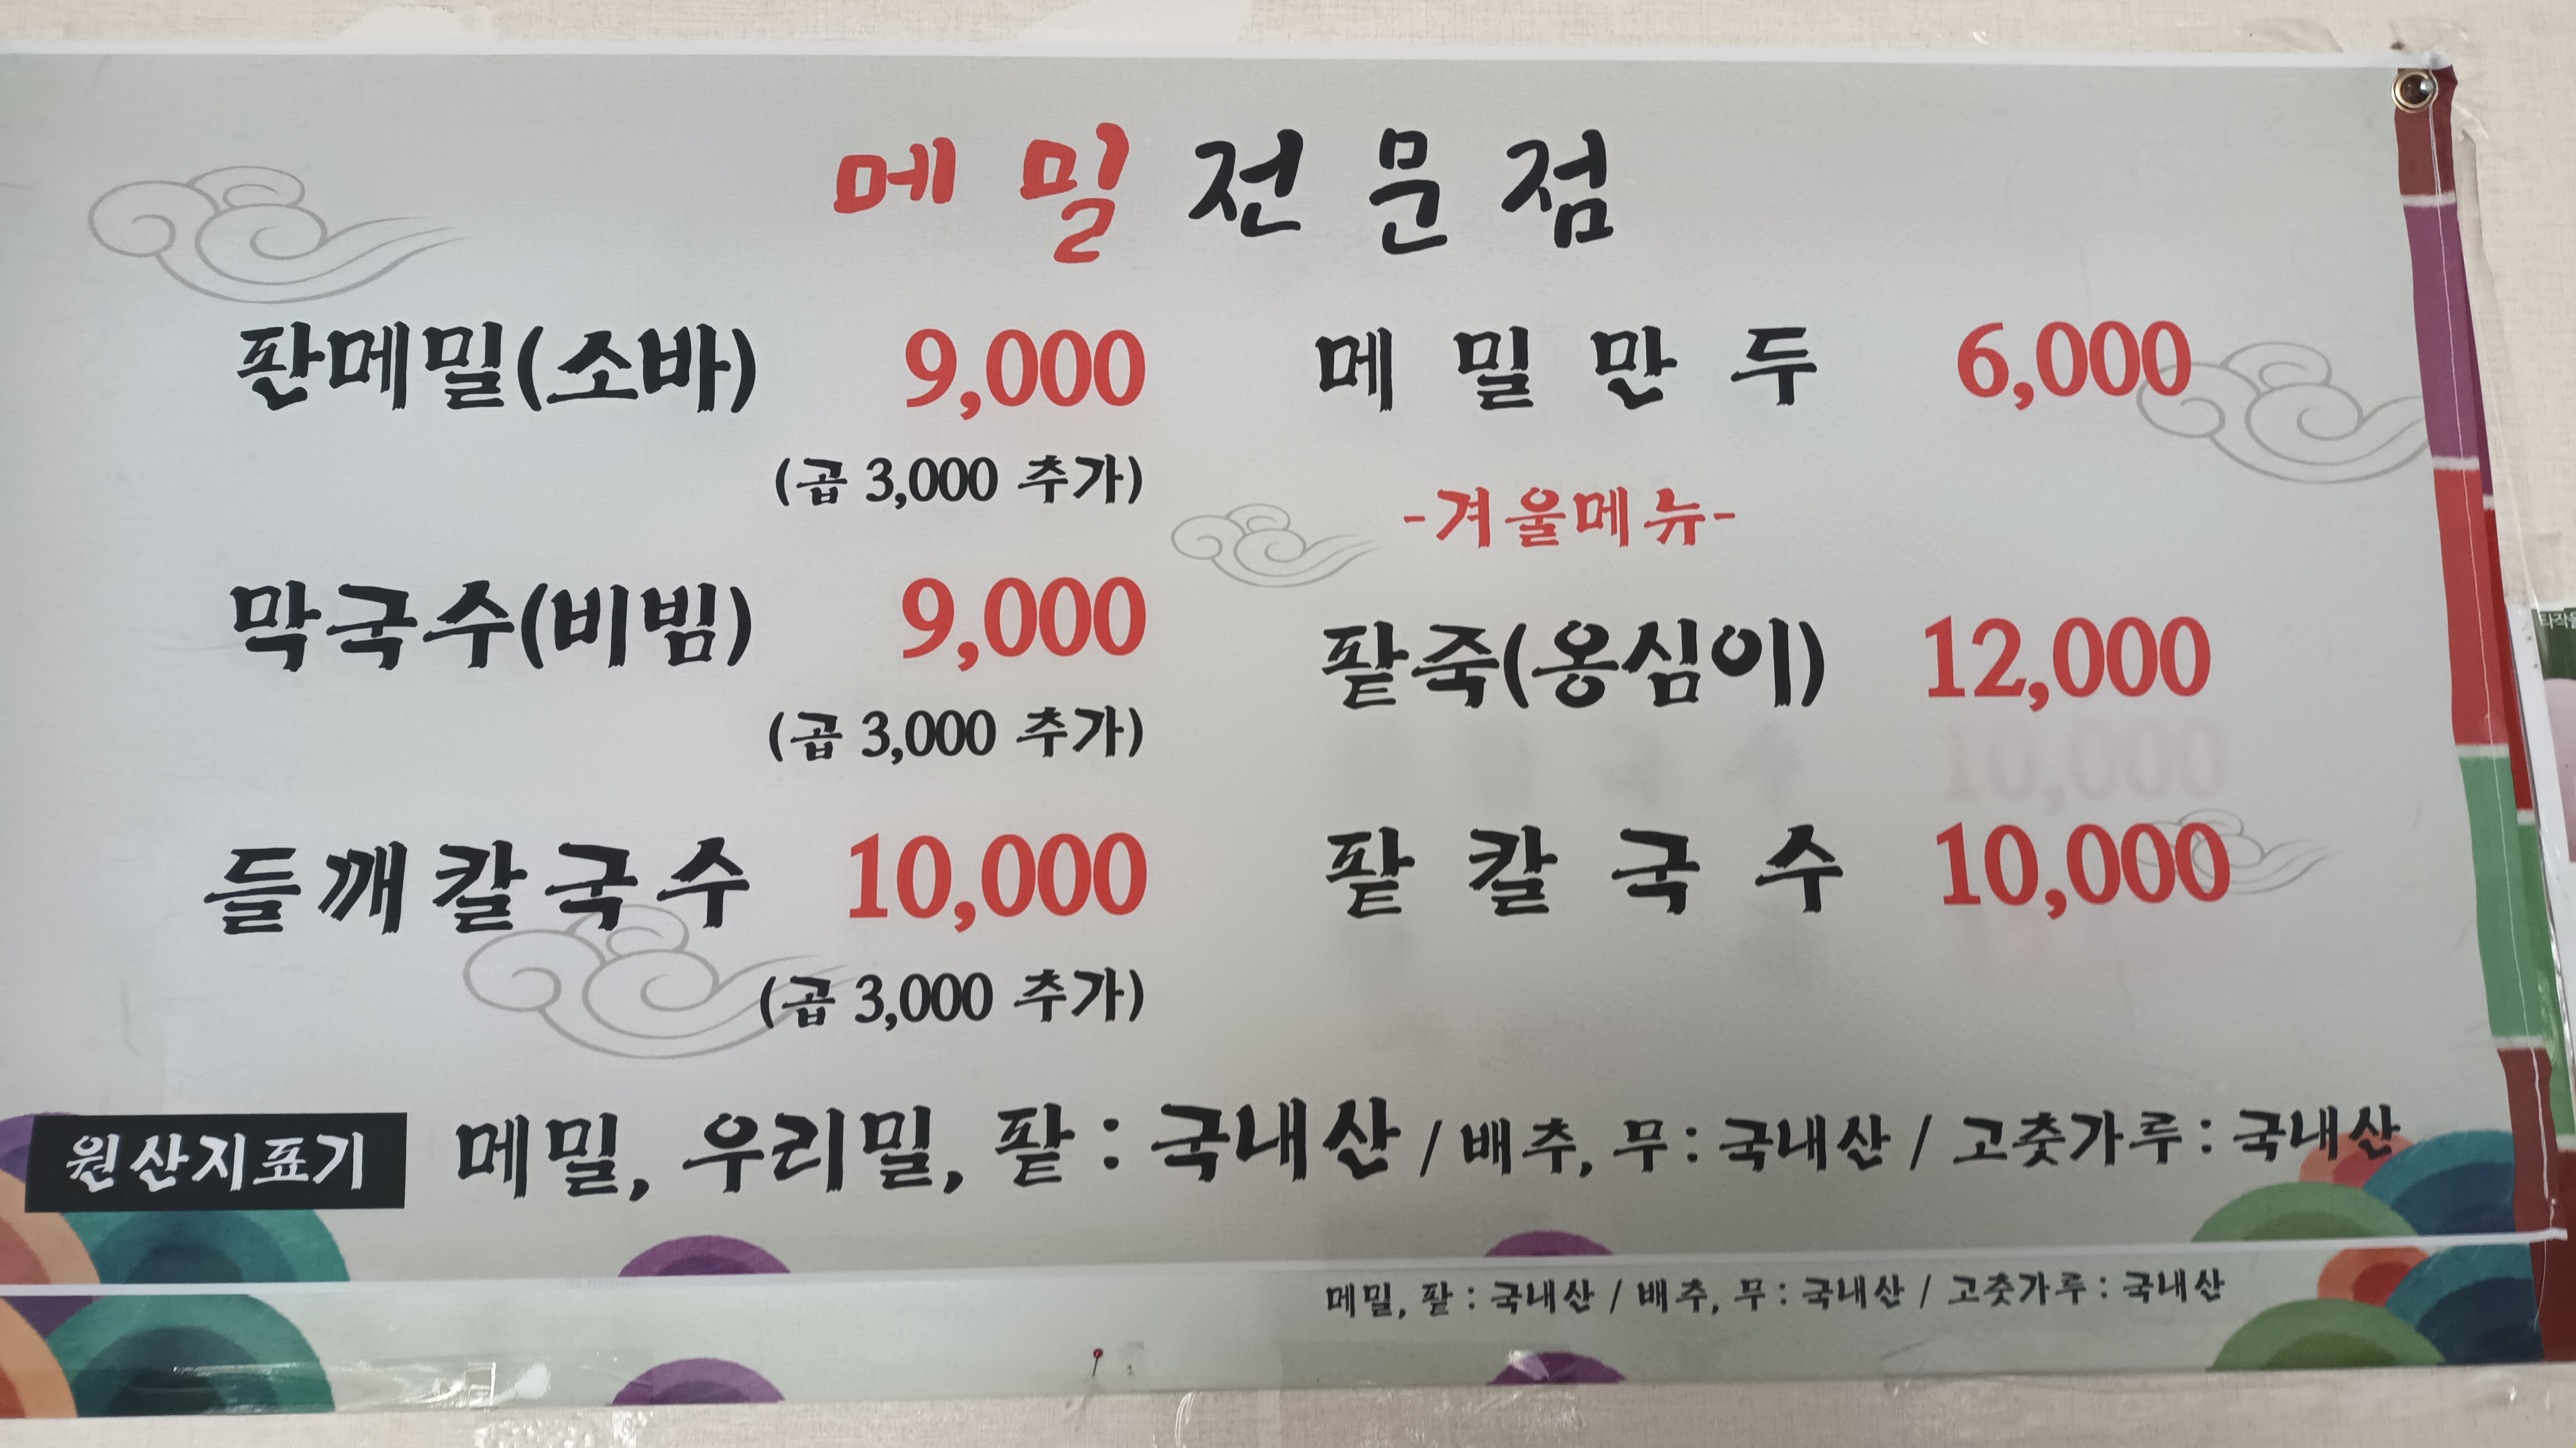 메밀전문점
판메밀(소바) 9,000
(곱 3,000 추가)
막국수(비빔) 9,000
(곱 3,000 추가)
들깨칼국수 10,000
(곱 3,000 추가)
메밀만두 6,000
-겨울메뉴-
팥죽(옹심이) 12,000
팥칼국수 10,000
원산지표기 메밀, 우리밀, 팥 : 국내산 / 배추, 무 : 국내산 / 고춧가루 : 국내산
메밀, 팥 : 국내산 / 배추, 무 : 국내산 / 고춧가루 : 국내산